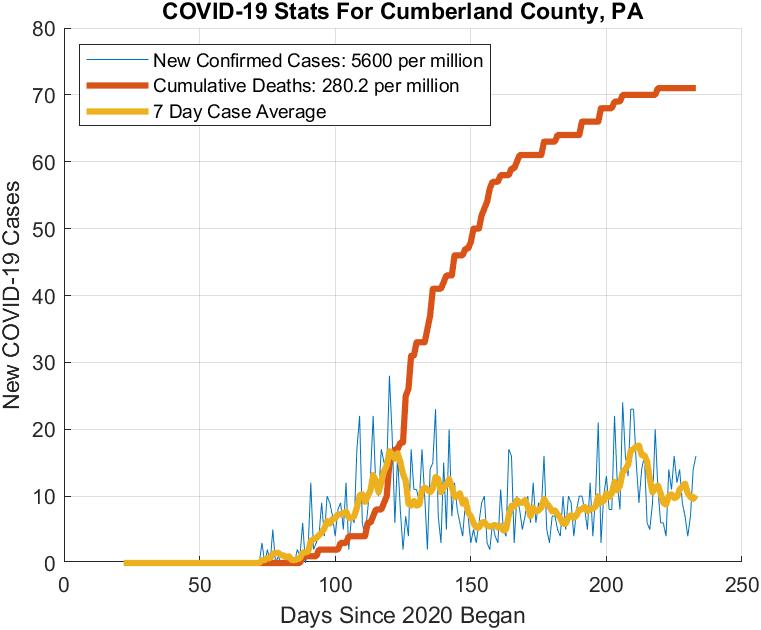 COVID-19 Stats For Cumberland County, PA
80
70
60
50
40
30
20
10
0
New COVID-19 Cases
New Confirmed Cases: 5600 per million
Cumulative Deaths: 280.2 per million
7 Day Case Average
0
50
100
150
200
250
Days Since 2020 Began